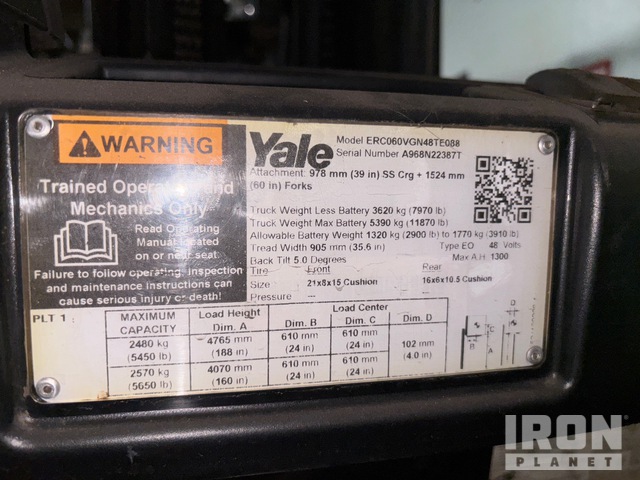 WARNING
Trained Operator and
Mechanics Only
Read Operating
Manual located
on or near seat.
Failure to follow operating, inspection
and maintenance instructions can
cause serious injury or death!
Yale
Model ERC060VGN48TE088
Serial Number A968N22387T
Attachment: 978 mm (39 in) SS Crg + 1524 mm
(60 in) Forks
Truck Weight Less Battery 3620 kg (7970 lb)
Truck Weight Max Battery 5390 kg (11870 lb)
Allowable Battery Weight 1320 kg (2900 lb) to 1770 kg (3910 lb)
Tread Width 905 mm (35.6 in) Type EO 48 Volts
Back Tilt 5.0 Degrees Max A.H. 1300
Tire Front Rear
Size 21x8x15 Cushion 16x6x10.5 Cushion
Pressure --- ---
PLT 1 :
MAXIMUM CAPACITY Load Height Dim. A Load Center Dim. B Dim. C Dim. D
2480 kg (5450 lb) 4765 mm (188 in) 610 mm (24 in) 610 mm (24 in) 102 mm (4.0 in)
2570 kg (5650 lb) 4070 mm (160 in) 610 mm (24 in) 610 mm (24 in)
D
C
B A
IRON
PLANET